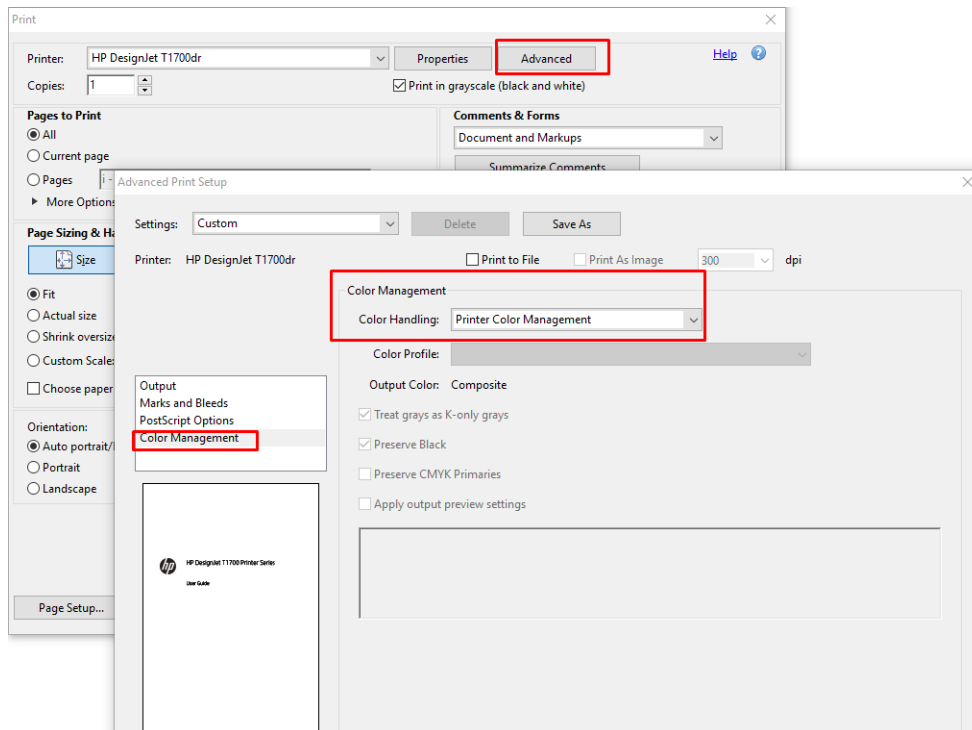 Print
Printer: HP DesignJet T1700dr Properties Advanced Help ?
Copies: 1 Print in grayscale (black and white)
Pages to Print
All
Current page
Pages i -
More Options
Comments & Forms
Document and Markups
Summarize Comments
Page Sizing & Ha
Size
Fit
Actual size
Shrink oversize
Custom Scale:
Choose paper
Orientation:
Auto portrait/l
Portrait
Landscape
Page Setup...
Advanced Print Setup
Settings: Custom Delete Save As
Printer: HP DesignJet T1700dr Print to File Print As Image 300 dpi
Output
Marks and Bleeds
PostScript Options
Color Management
Color Management
Color Handling: Printer Color Management
Color Profile:
Output Color: Composite
Treat grays as K-only grays
Preserve Black
Preserve CMYK Primaries
Apply output preview settings
hp HP DesignJet T1700 Printer Series
User Guide